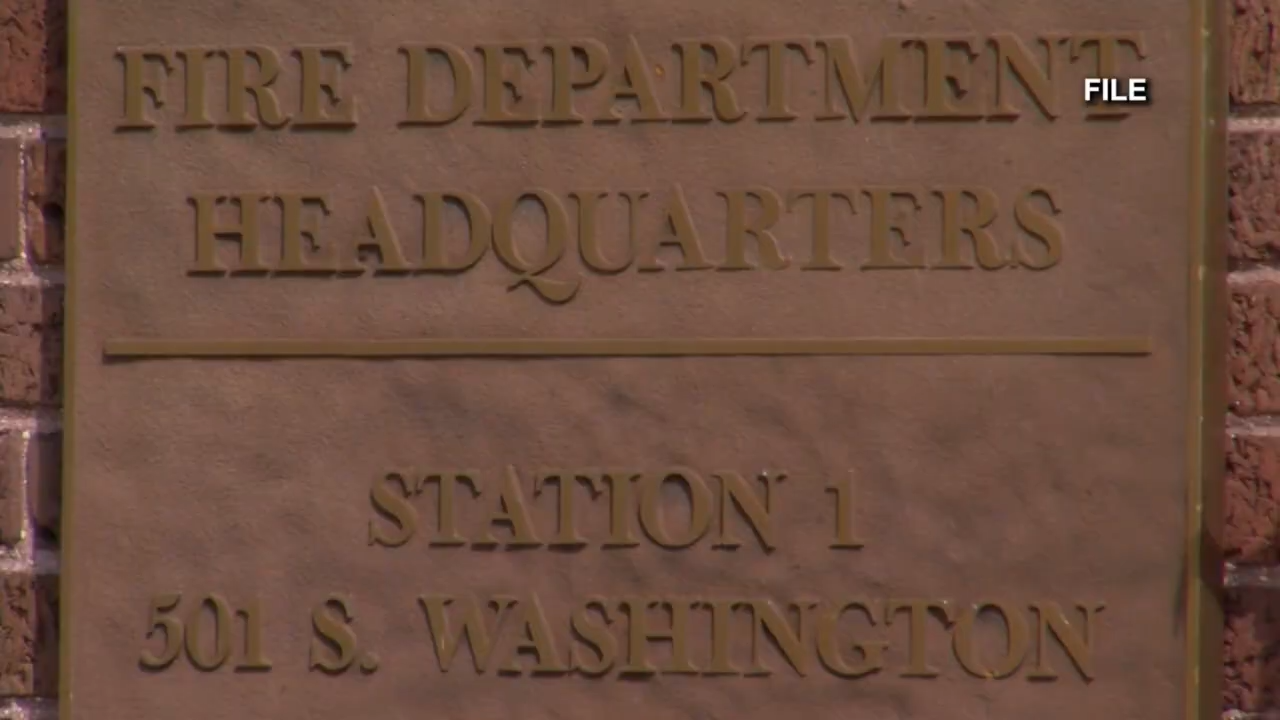 FIRE DEPARTMENT
FILE
HEADQUARTERS
STATION 1
501 S. WASHINGTON